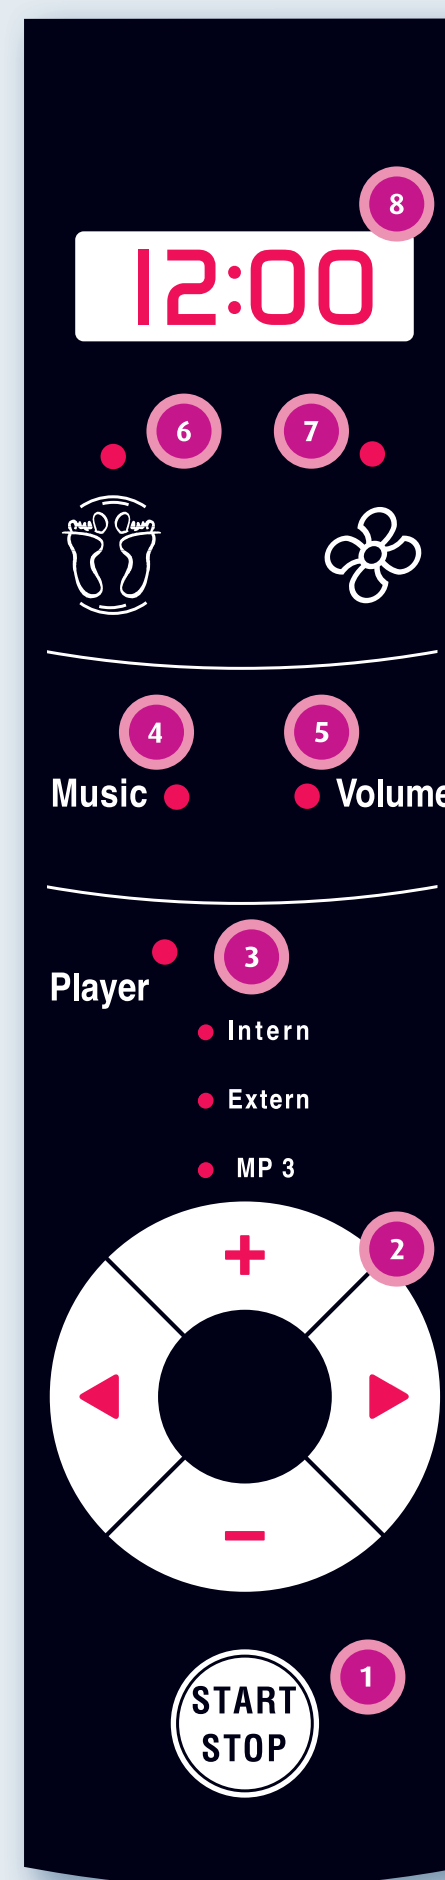 8
12:00
6 7
4 5
Music Volume
3
Player
Intern
Extern
MP 3
+ 2
−
1
START
STOP